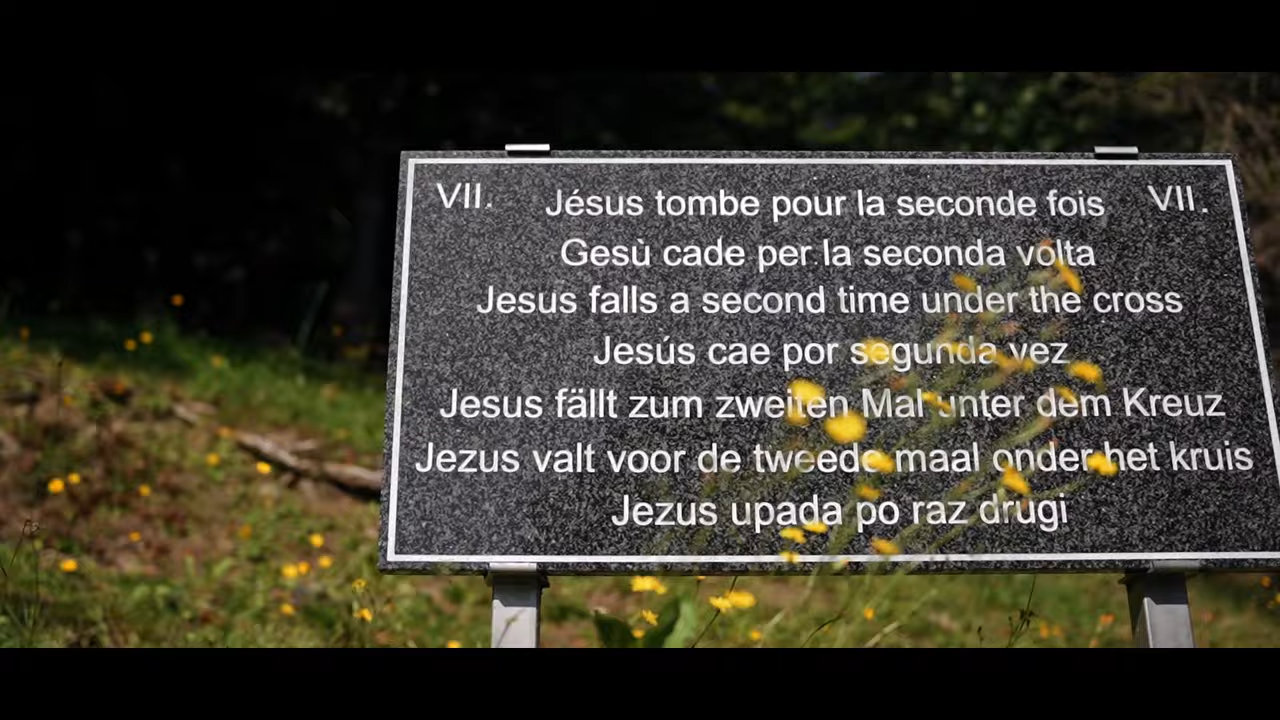 VII. Jésus tombe pour la seconde fois VII.
Gesù cade per la seconda volta
Jesus falls a second time under the cross
Jesús cae por segunda vez
Jesus fällt zum zweiten Mal unter dem Kreuz
Jezus valt voor de tweede maal onder het kruis
Jezus upada po raz drugi